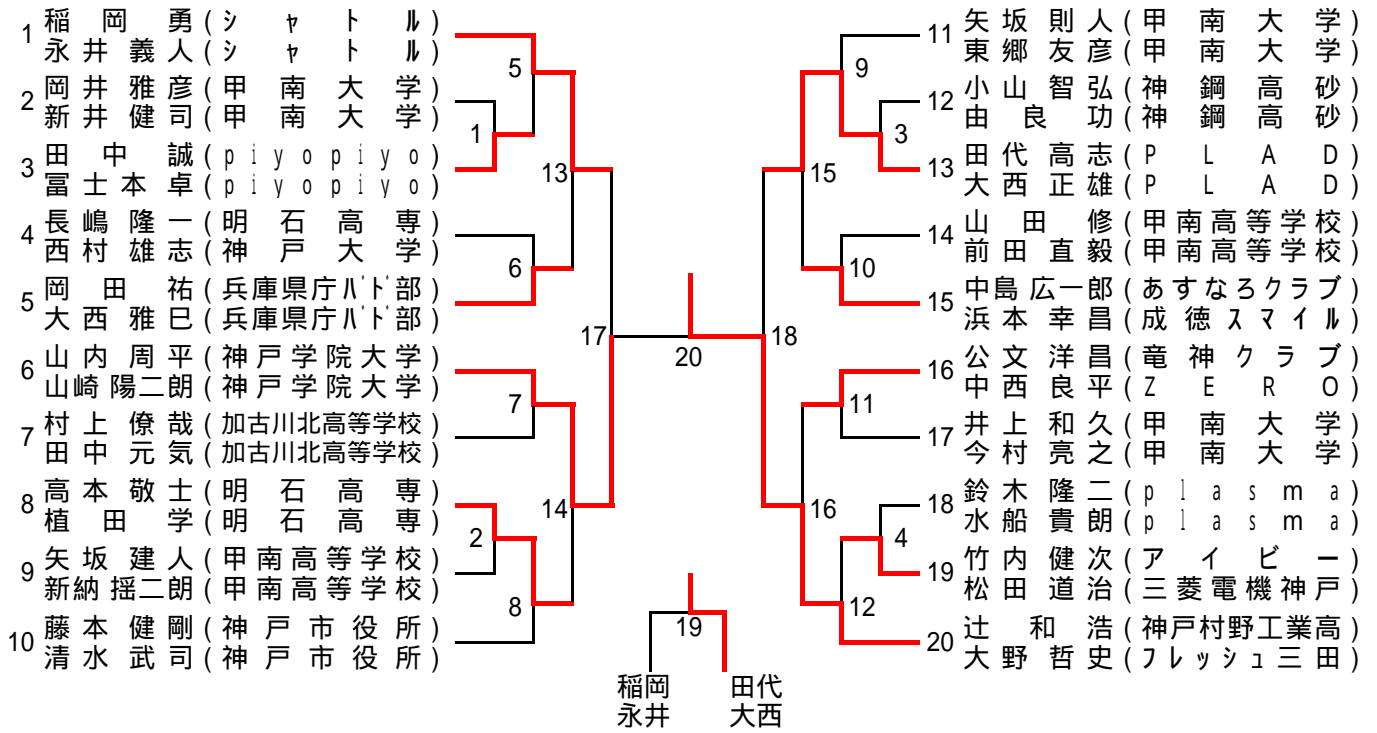 1 稲岡勇(シャトル)
永井義人(シャトル)
2 岡井雅彦(甲南大学)
新井健司(甲南大学)
3 田中誠(piyopiyo)
冨士本卓(piyopiyo)
4 長嶋隆一(明石高専)
西村雄志(神戸大学)
5 岡田祐(兵庫県庁バド部)
大西雅巳(兵庫県庁バド部)
6 山内周平(神戸学院大学)
山崎陽二朗(神戸学院大学)
7 村上僚哉(加古川北高等学校)
田中元気(加古川北高等学校)
8 高本敬士(明石高専)
植田学(明石高専)
9 矢坂建人(甲南高等学校)
新納揺二朗(甲南高等学校)
10 藤本健剛(神戸市役所)
清水武司(神戸市役所)
5
1
13
6
17
7
14
2
8
20
19
稲岡 田代
永井 大西
9
3
15
10
18
11
16
4
12
11 矢坂則人(甲南大学)
東郷友彦(甲南大学)
12 小山智弘(神鋼高砂)
由良功(神鋼高砂)
13 田代高志(PLAD)
大西正雄(PLAD)
14 山田修(甲南高等学校)
前田直毅(甲南高等学校)
15 中島広一郎(あすなろクラブ)
浜本幸昌(成徳スマイル)
16 公文洋昌(竜神クラブ)
中西良平(ZERO)
17 井上和久(甲南大学)
今村亮之(甲南大学)
18 鈴木隆二(plasma)
水船貴朗(plasma)
19 竹内健次(アイビー)
松田道治(三菱電機神戸)
20 辻和浩(神戸村野工業高)
大野哲史(フレッシュ三田)